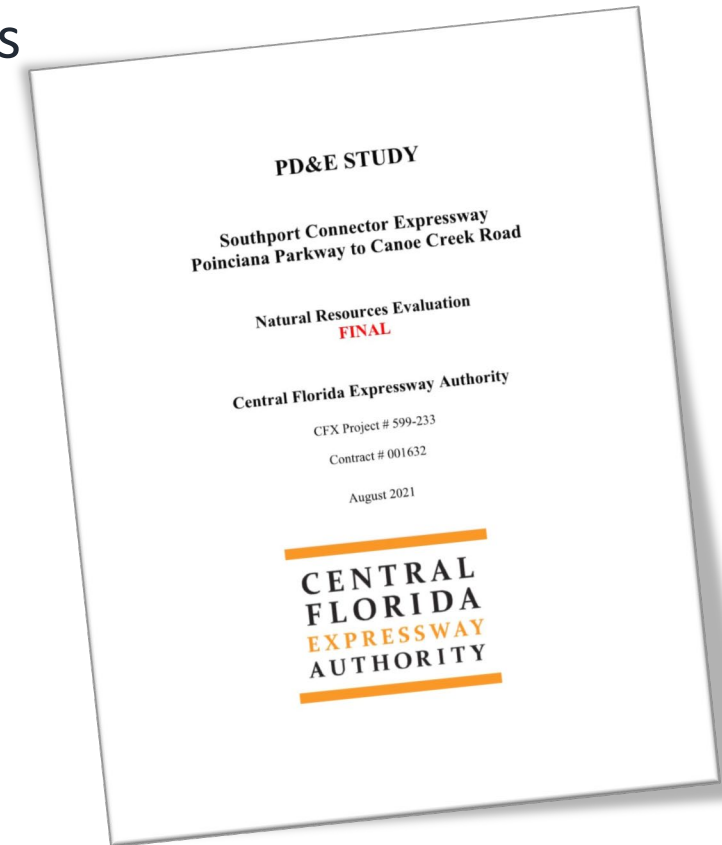 s
PD&E STUDY
Southport Connector Expressway
Poinciana Parkway to Canoe Creek Road
Natural Resources Evaluation
FINAL
Central Florida Expressway Authority
CFX Project # 599-233
Contract # 001632
August 2021
CENTRAL
FLORIDA
EXPRESSWAY
AUTHORITY